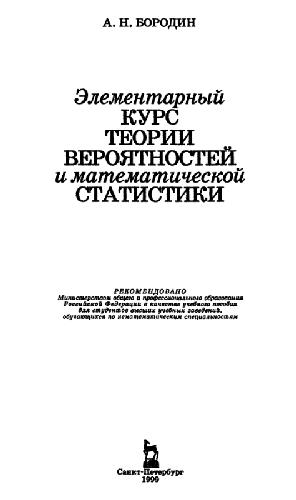 А. Н. БОРОДИН
Элементарный
КУРС
ТЕОРИИ
ВЕРОЯТНОСТЕЙ
и математической
СТАТИСТИКИ
РЕКОМЕНДОВАНО
Министерством общего и профессионального образования
Российской Федерации в качестве учебного пособия
для студентов высших учебных заведений,
обучающихся по нематематическим специальностям
Санкт-Петербург
1999